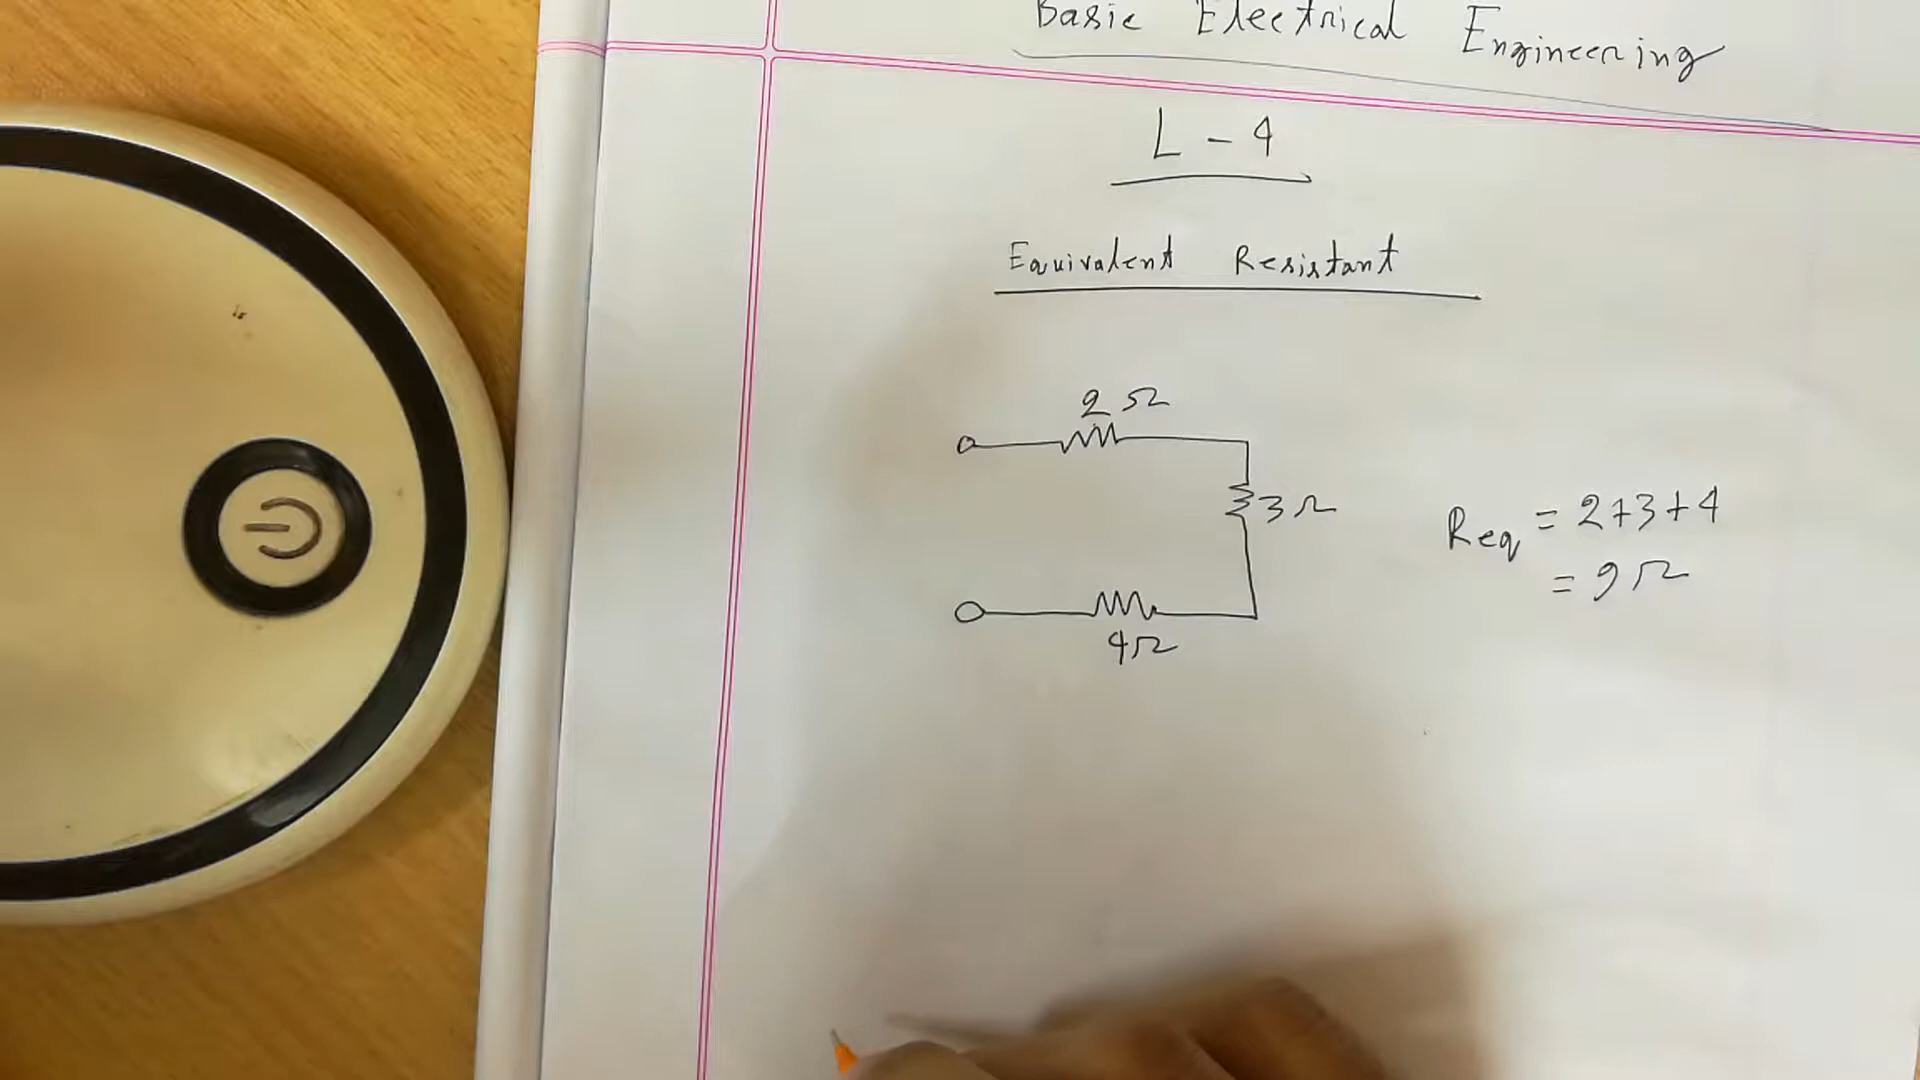 Basic Electrical Engineering
L - 4
Equivalent Resistant
2 Ω
3 Ω
4 Ω
Req = 2+3+4
= 9 Ω